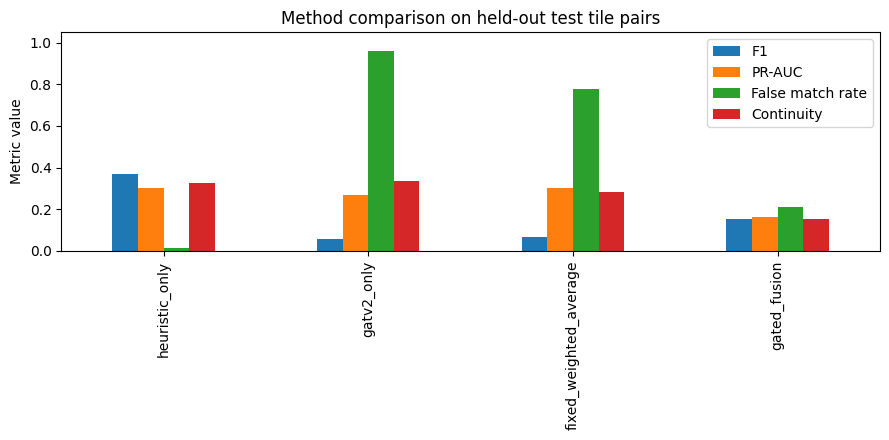 Method comparison on held-out test tile pairs
Metric value
1.0
0.8
0.6
0.4
0.2
0.0
F1
PR-AUC
False match rate
Continuity
heuristic_only
gatv2_only
fixed_weighted_average
gated_fusion